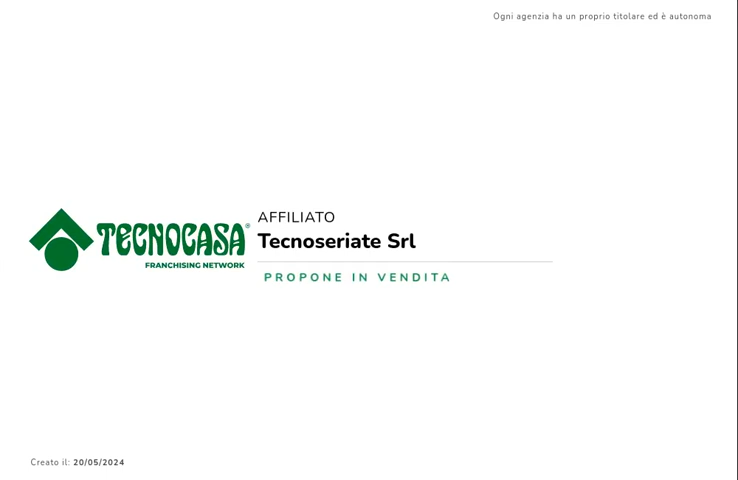 Ogni agenzia ha un proprio titolare ed è autonoma
AFFILIATO
TECNOCASA®
Tecnoseriate Srl
FRANCHISING NETWORK
PROPONE IN VENDITA
Creato il: 20/05/2024